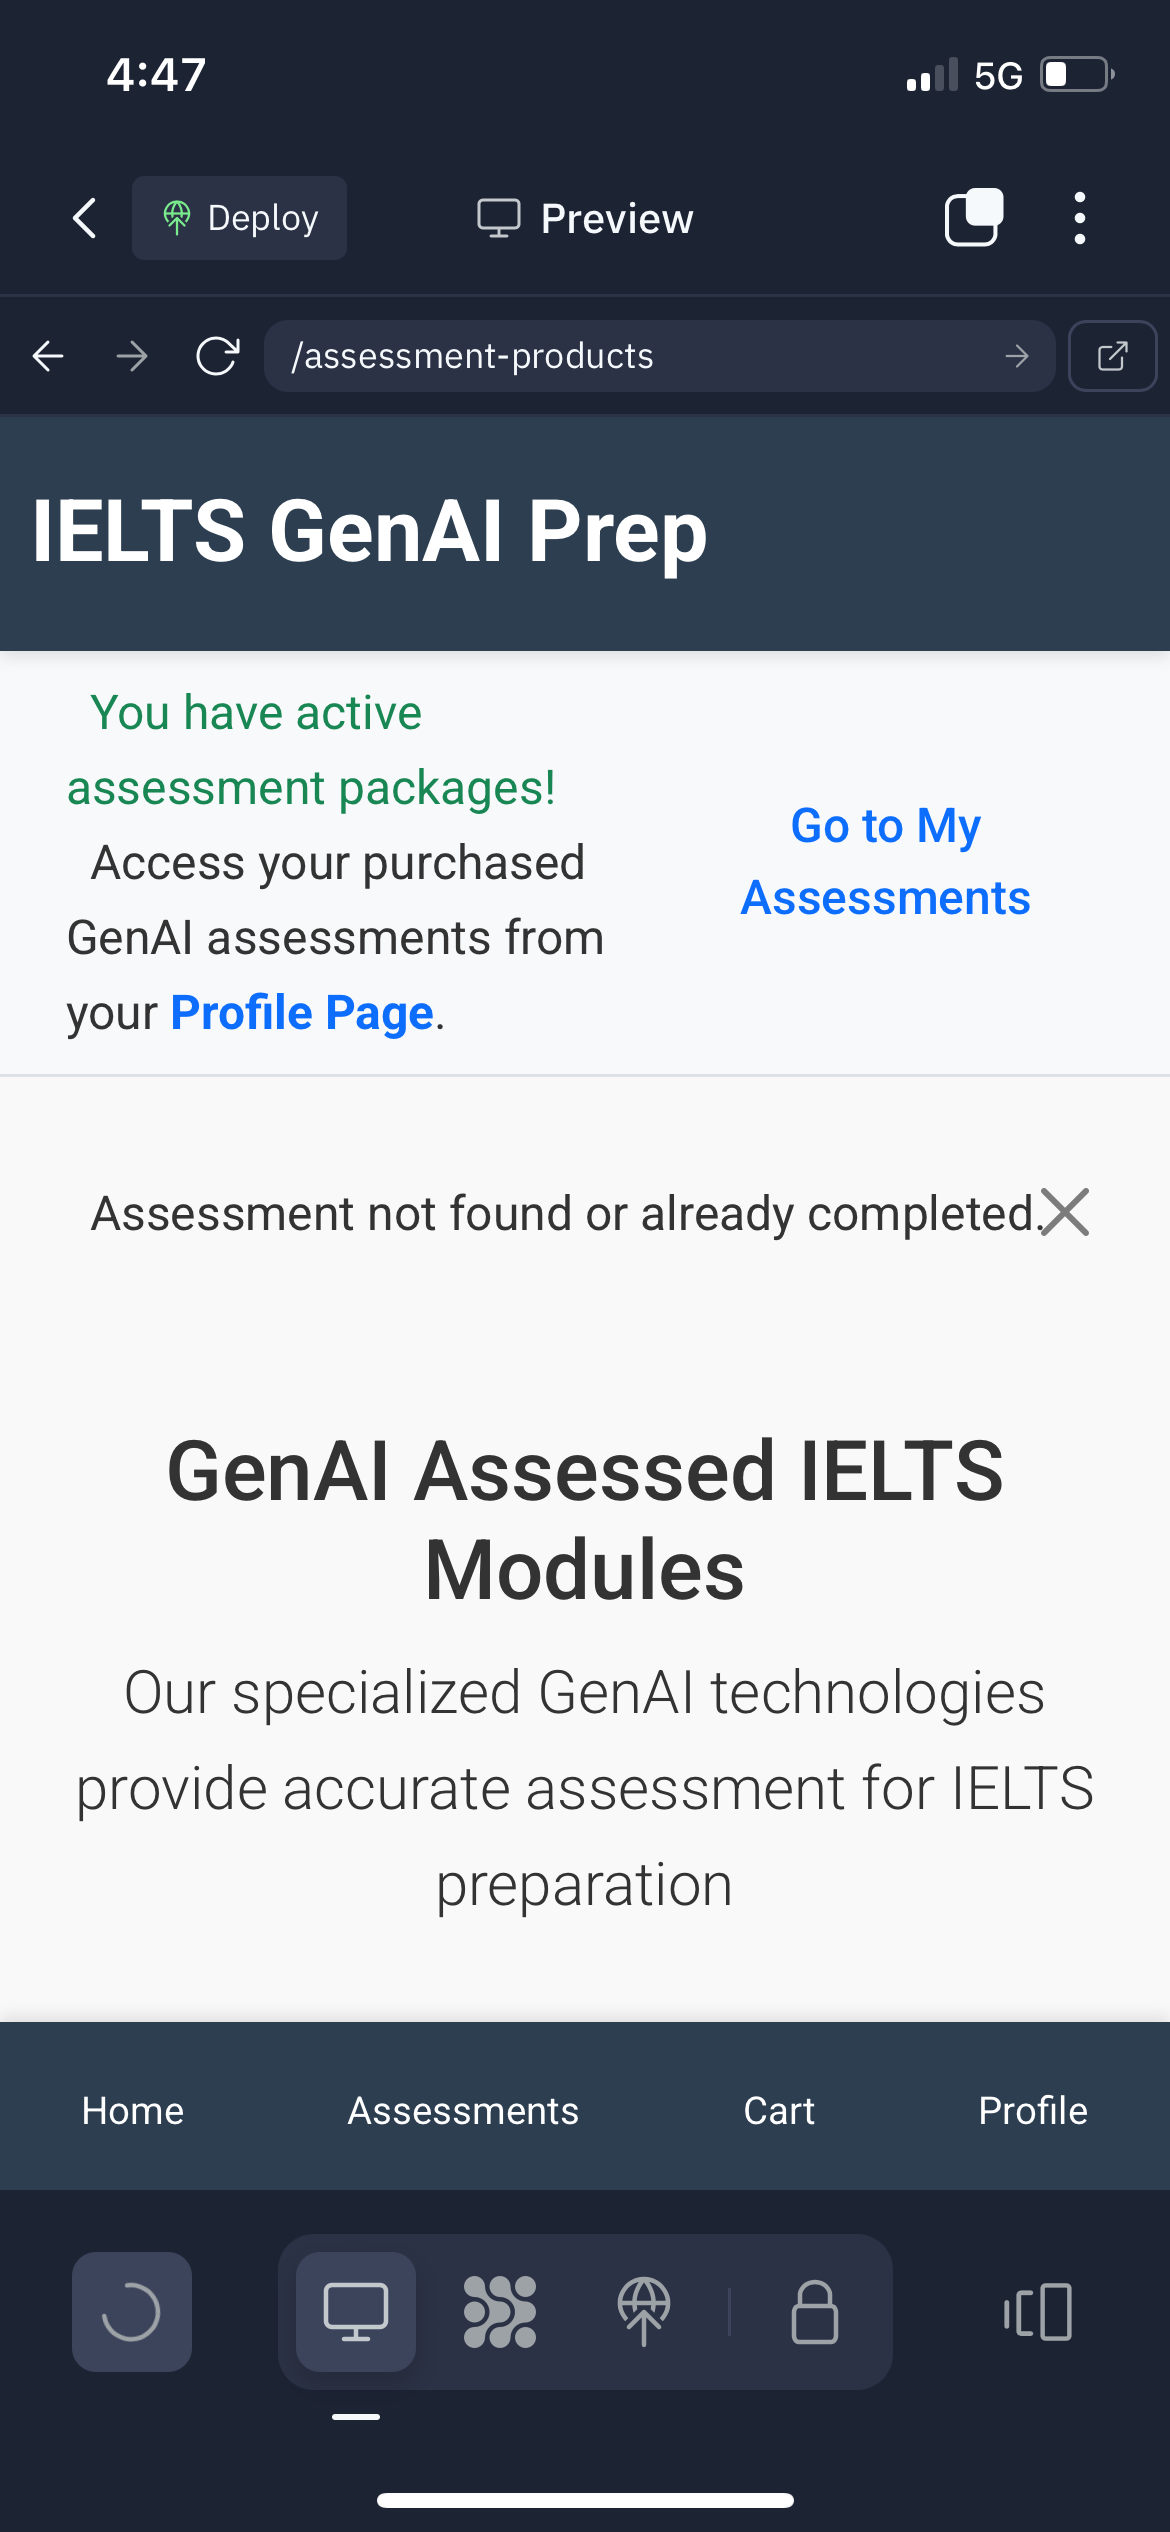 4:47
5G
Deploy
Preview
/assessment-products
IELTS GenAI Prep
You have active
assessment packages!
Access your purchased
GenAI assessments from
your Profile Page.
Go to My
Assessments
Assessment not found or already completed.
GenAI Assessed IELTS
Modules
Our specialized GenAI technologies
provide accurate assessment for IELTS
preparation
Home
Assessments
Cart
Profile